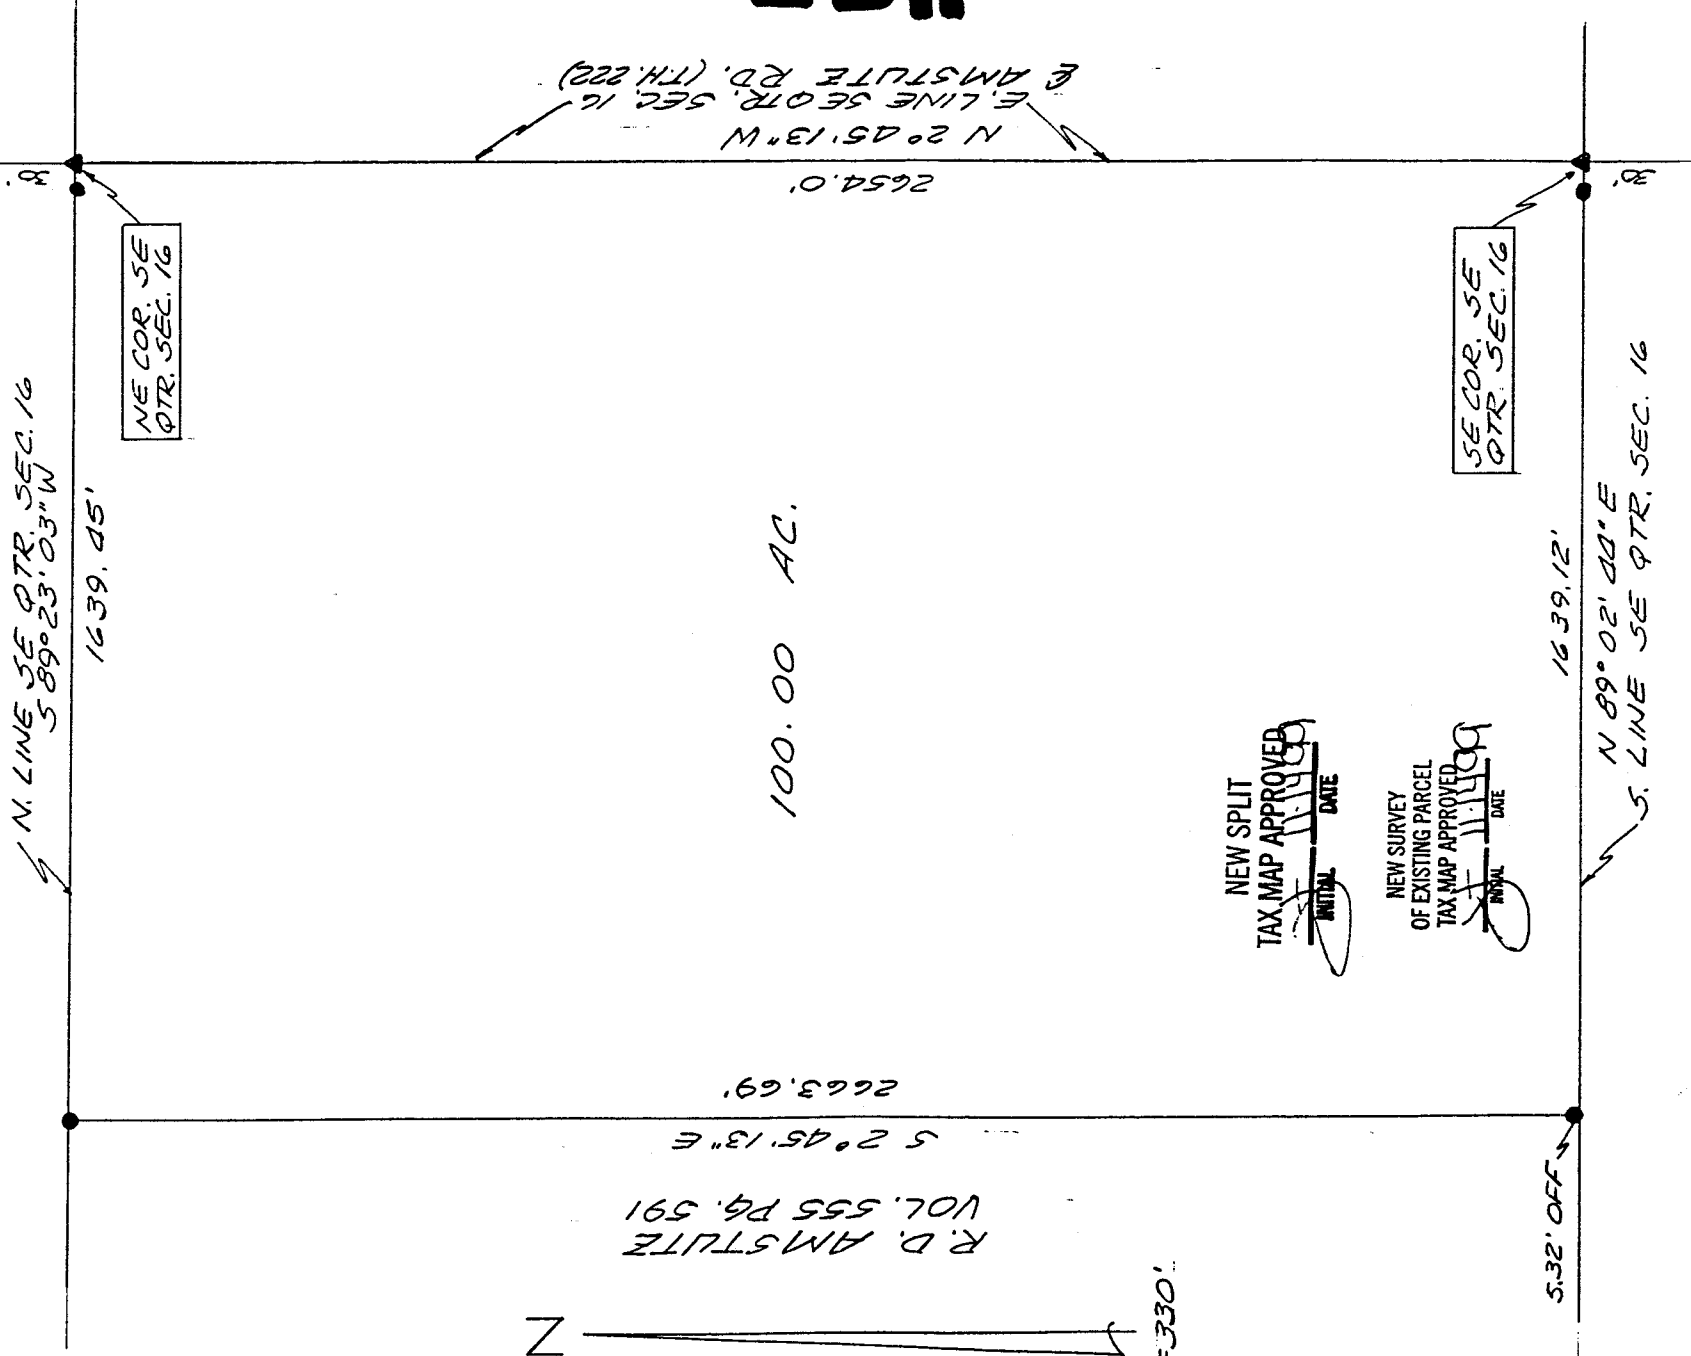 N. LINE SE QTR. SEC. 16
S 89° 23' 03" W
1639.45'
NE COR. SE
QTR. SEC. 16
30'
℄ AMSTUTZ RD. (TH. 222)
E. LINE SE QTR. SEC. 16
N 2° 45' 13" W
2654.0'
30'
SE COR. SE
QTR. SEC. 16
100.00 AC.
NEW SPLIT
TAX MAP APPROVED
INITIAL DATE
NEW SURVEY
OF EXISTING PARCEL
TAX MAP APPROVED
INITIAL DATE
1639.12'
N 89° 02' 44" E
S. LINE SE QTR. SEC. 16
2663.69'
S 2° 45' 13" E
R.D. AMSTUTZ
VOL. 555 PG. 591
5.32' OFF
N
=330'